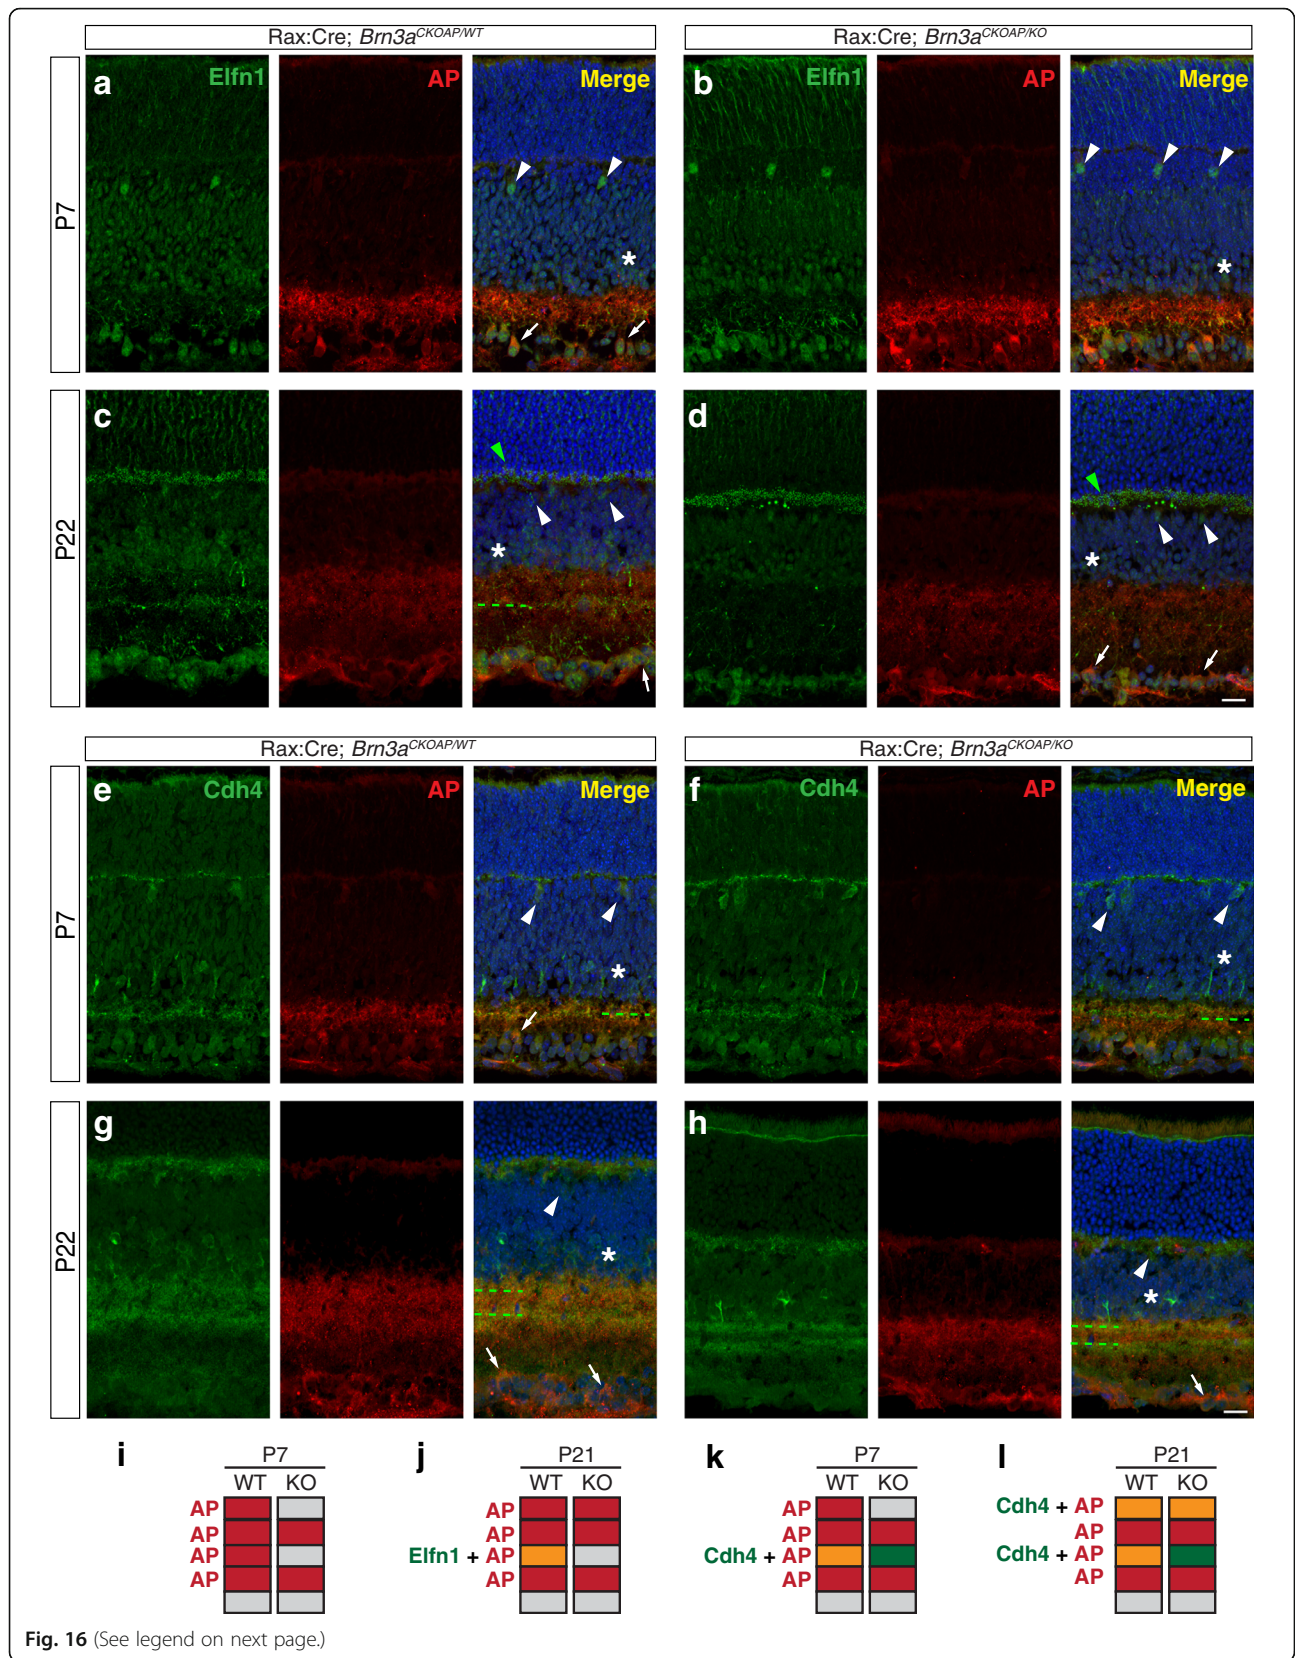 Rax:Cre; Brn3aCKOAP/WT
Rax:Cre; Brn3aCKOAP/KO
P7
a
Elfn1
AP
Merge
b
Elfn1
AP
Merge
*
*
P22
c
d
*
*
Rax:Cre; Brn3aCKOAP/WT
Rax:Cre; Brn3aCKOAP/KO
P7
e
Cdh4
AP
Merge
f
Cdh4
AP
Merge
*
*
P22
g
h
*
*
i
P7
WT KO
AP
AP
AP
AP
j
P21
WT KO
AP
AP
Elfn1 + AP
AP
k
P7
WT KO
AP
AP
Cdh4 + AP
AP
l
P21
WT KO
Cdh4 + AP
AP
Cdh4 + AP
AP
Fig. 16 (See legend on next page.)